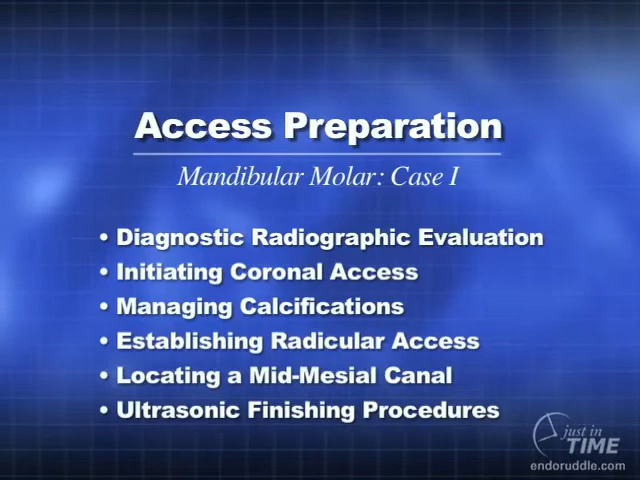 Access Preparation
Mandibular Molar: Case I
• Diagnostic Radiographic Evaluation
• Initiating Coronal Access
• Managing Calcifications
• Establishing Radicular Access
• Locating a Mid-Mesial Canal
• Ultrasonic Finishing Procedures
just in
TIME
endoruddle.com